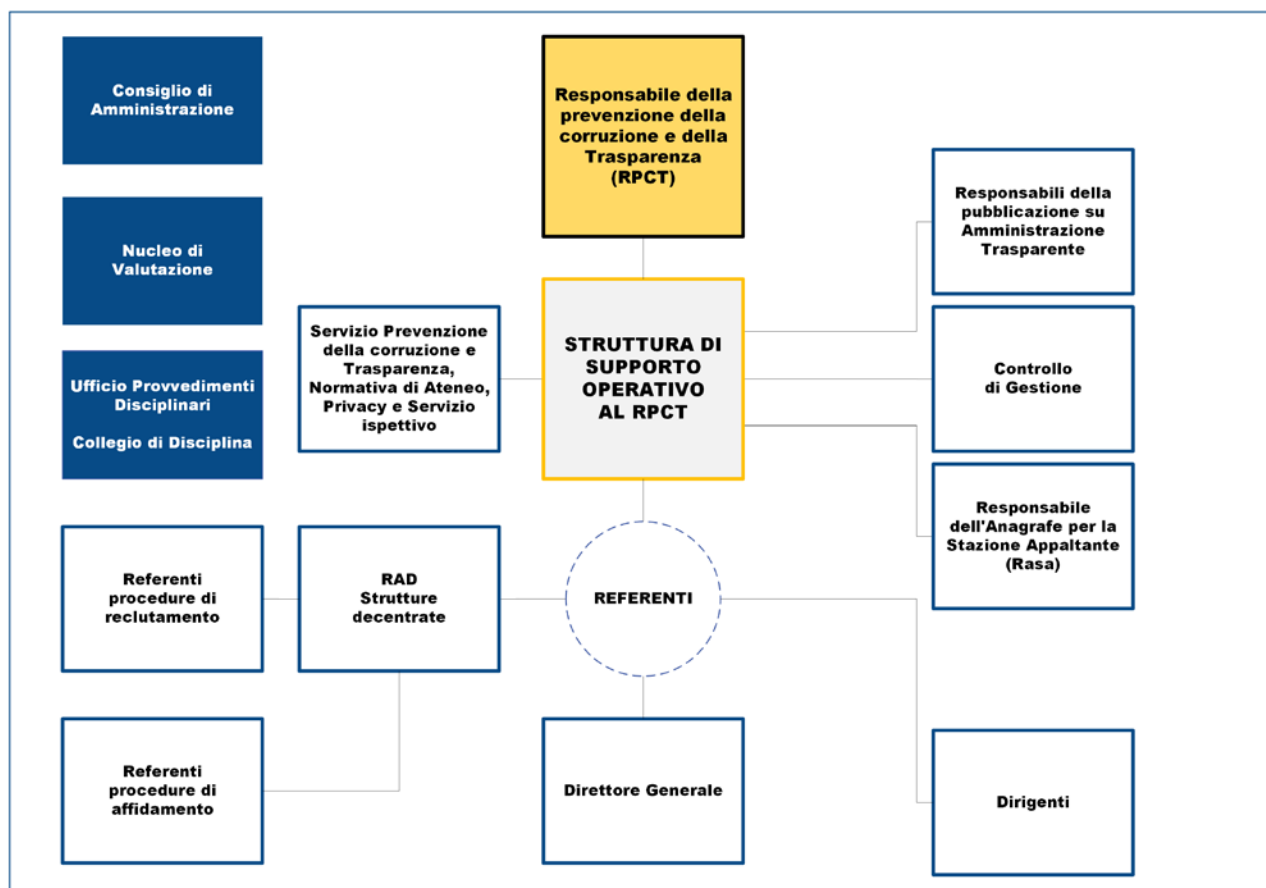 Consiglio di
Amministrazione
Nucleo di
Valutazione
Ufficio Provvedimenti
Disciplinari
Collegio di Disciplina
Responsabile della
prevenzione della
corruzione e della
Trasparenza
(RPCT)
Servizio Prevenzione
della corruzione e
Trasparenza,
Normativa di Ateneo,
Privacy e Servizio
ispettivo
STRUTTURA DI
SUPPORTO
OPERATIVO
AL RPCT
Responsabili della
pubblicazione su
Amministrazione
Trasparente
Controllo
di Gestione
Responsabile
dell'Anagrafe per la
Stazione Appaltante
(Rasa)
Referenti
procedure di
reclutamento
RAD
Strutture
decentrate
REFERENTI
Referenti
procedure di
affidamento
Direttore Generale
Dirigenti